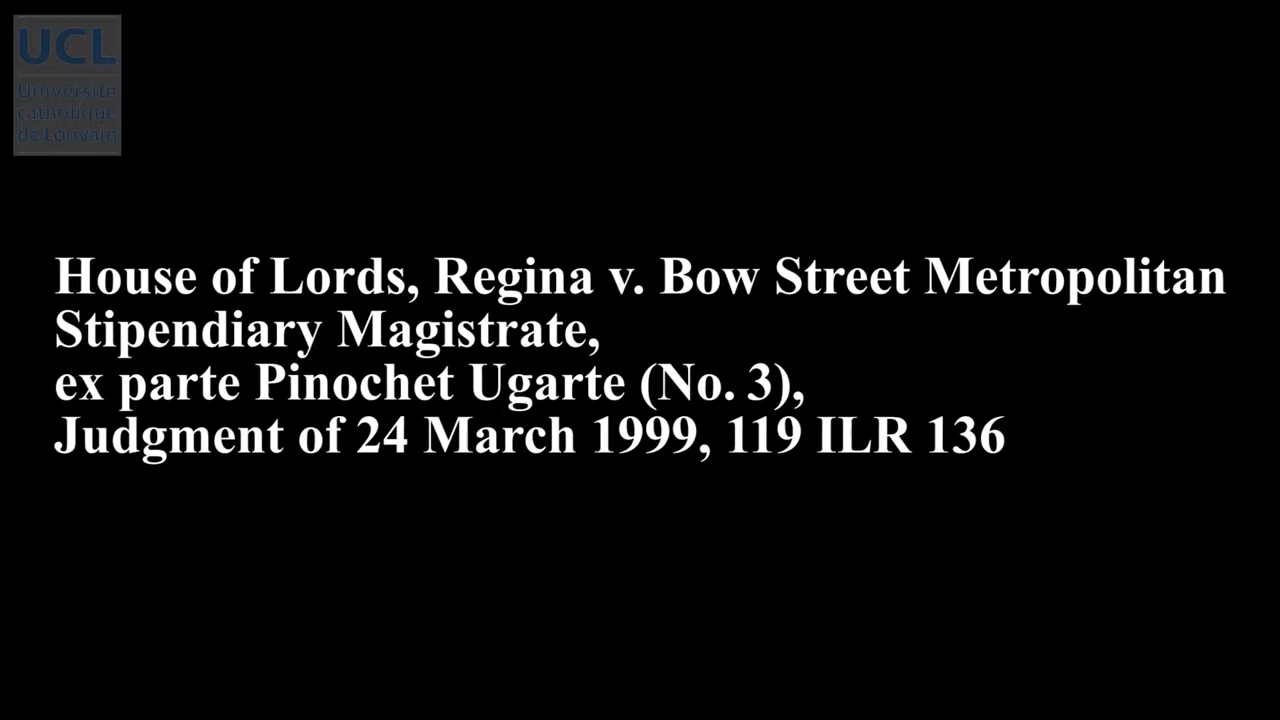 UCL
Université
catholique
de Louvain
House of Lords, Regina v. Bow Street Metropolitan
Stipendiary Magistrate,
ex parte Pinochet Ugarte (No. 3),
Judgment of 24 March 1999, 119 ILR 136